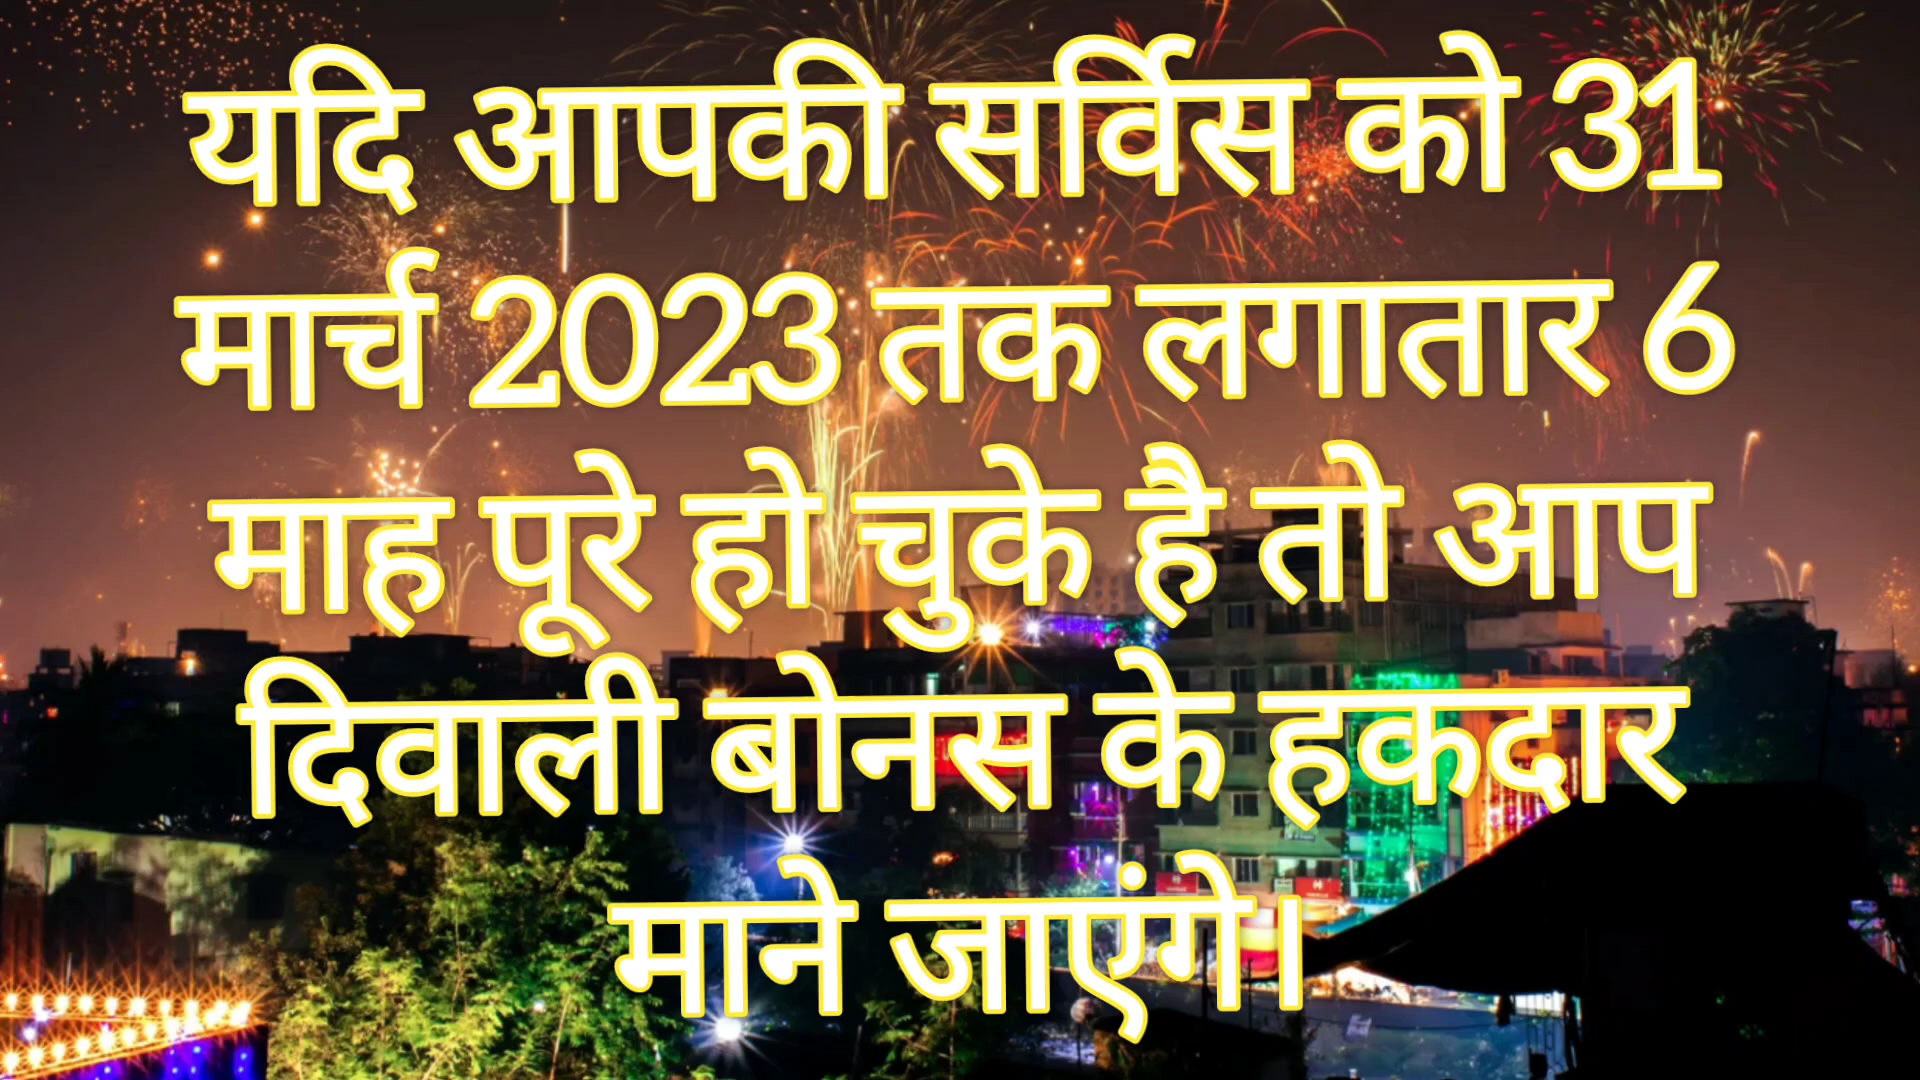 यदि आपकी सर्विस को 31
मार्च 2023 तक लगातार 6
माह पूरे हो चुके है तो आप
दिवाली बोनस के हकदार
माने जाएंगे।